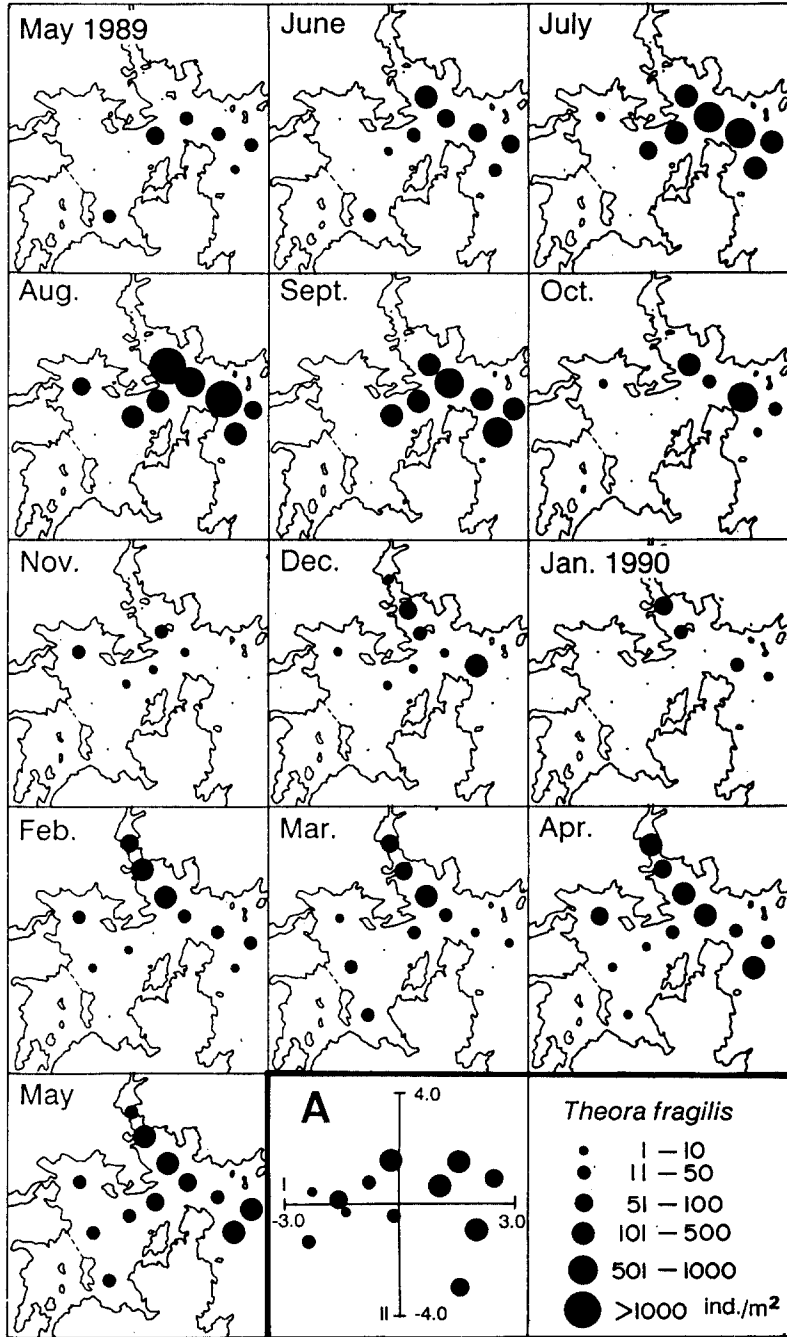 May 1989
June
July
Aug.
Sept.
Oct.
Nov.
Dec.
Jan. 1990
Feb.
Mar.
Apr.
May
A
4.0
I
-3.0
3.0
II
-4.0
Theora fragilis
1 – 10
11 – 50
51 – 100
101 – 500
501 – 1000
>1000 ind./m²